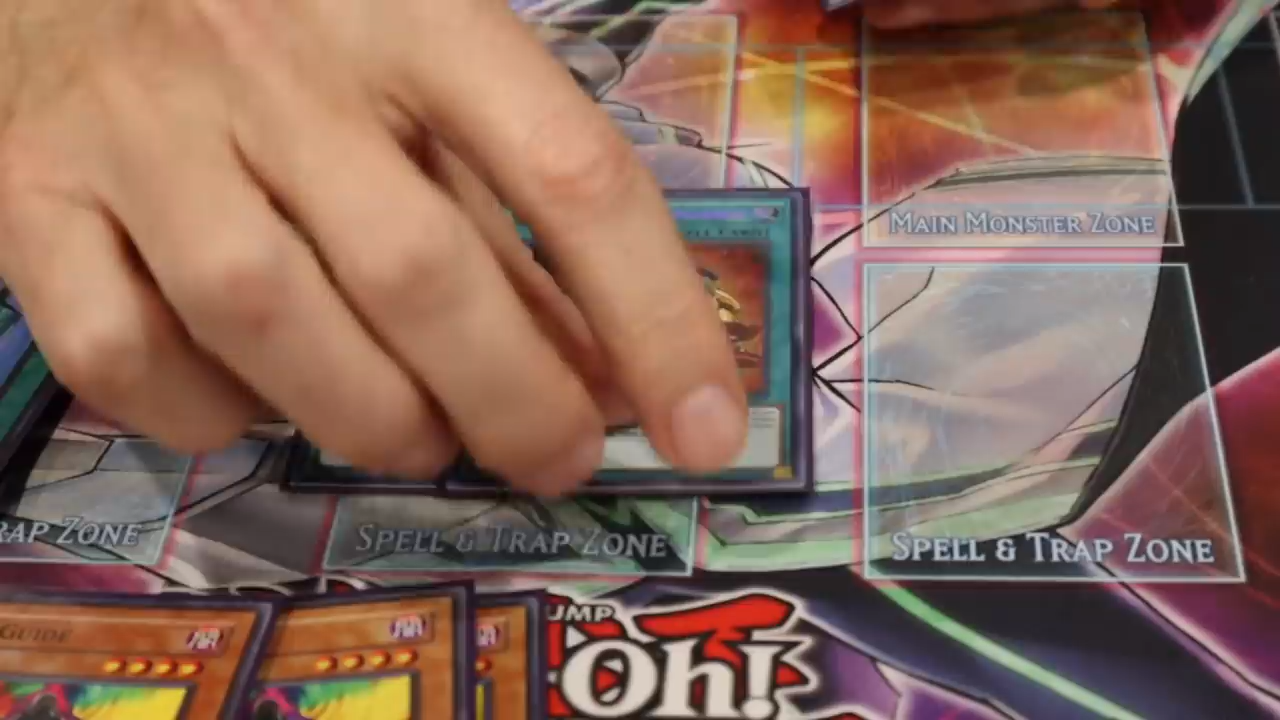 MAIN MONSTER ZONE
RAP ZONE
SPELL & TRAP ZONE
SPELL & TRAP ZONE
GUIDE
UMP
Oh!